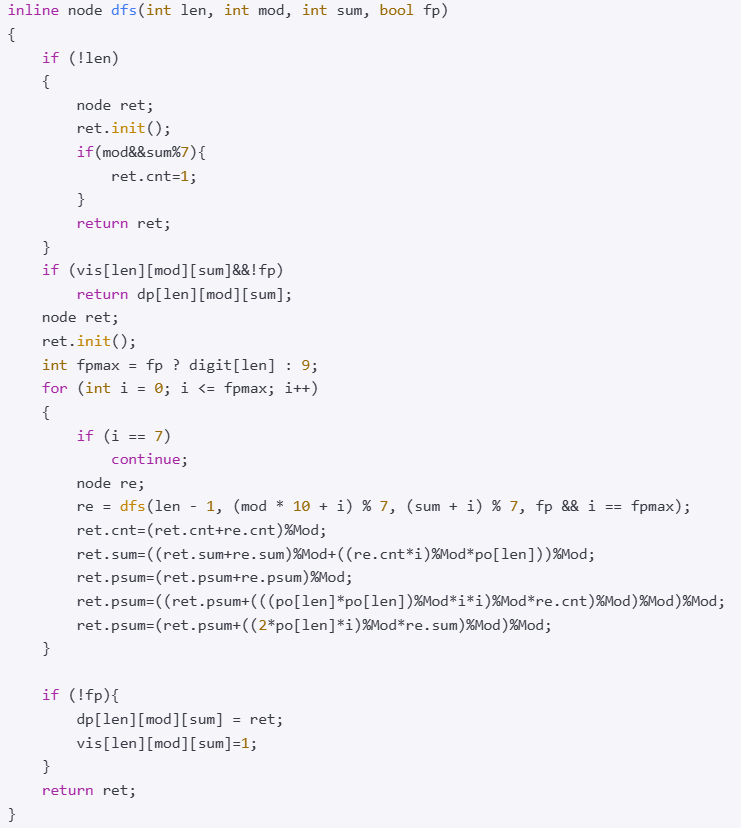 inline node dfs(int len, int mod, int sum, bool fp)
{
    if (!len)
    {
        node ret;
        ret.init();
        if(mod&&sum%7){
            ret.cnt=1;
        }
        return ret;
    }
    if (vis[len][mod][sum]&&!fp)
        return dp[len][mod][sum];
    node ret;
    ret.init();
    int fpmax = fp ? digit[len] : 9;
    for (int i = 0; i <= fpmax; i++)
    {
        if (i == 7)
            continue;
        node re;
        re = dfs(len - 1, (mod * 10 + i) % 7, (sum + i) % 7, fp && i == fpmax);
        ret.cnt=(ret.cnt+re.cnt)%Mod;
        ret.sum=((ret.sum+re.sum)%Mod+((re.cnt*i)%Mod*po[len]))%Mod;
        ret.psum=(ret.psum+re.psum)%Mod;
        ret.psum=((ret.psum+(((po[len]*po[len])%Mod*i*i)%Mod*re.cnt)%Mod)%Mod)%Mod;
        ret.psum=(ret.psum+((2*po[len]*i)%Mod*re.sum)%Mod)%Mod;
    }

    if (!fp){
        dp[len][mod][sum] = ret;
        vis[len][mod][sum]=1;
    }
    return ret;
}